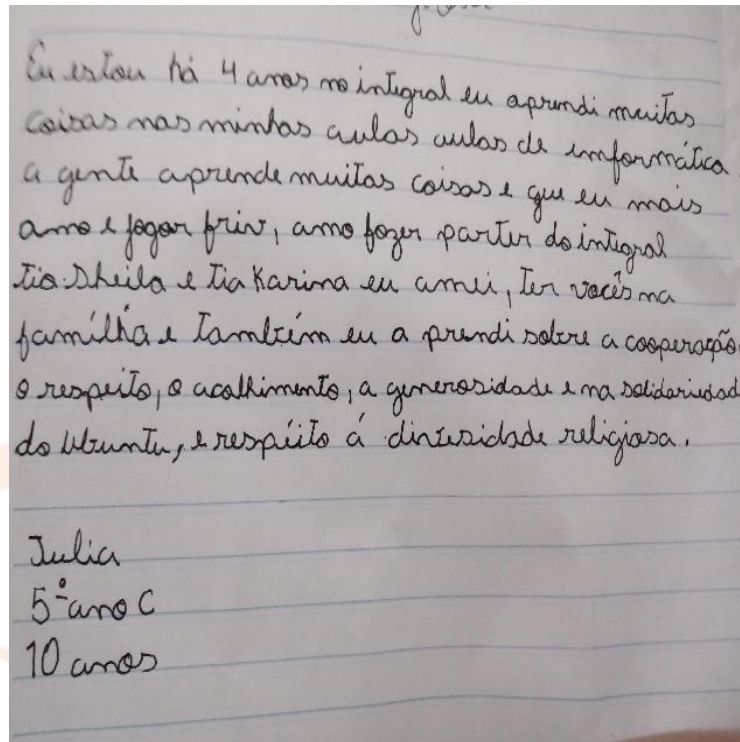 Eu estou há 4 anos no integral eu aprendi muitas
coisas nas minhas aulas aulas de imformática
a gente aprende muitas coisas e que eu mais
amo e jogar friv, amo fazer parter do integral
tia Sheila e tia Karina eu amei, ter vocês na
famílha e também eu a prendi sobre a cooperação
o respeito, o acolhimento, a generosidade e na solidariedad
do Ubuntu, e respeito á diversidade religiosa.
Julia
5º ano C
10 anos